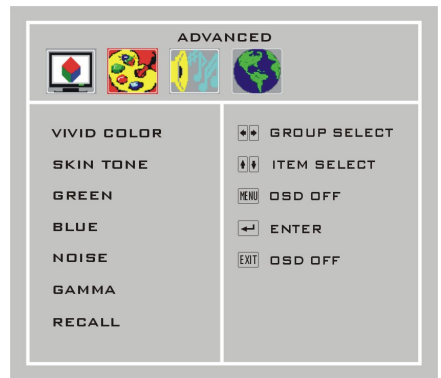 ADVANCED
VIVID COLOR
SKIN TONE
GREEN
BLUE
NOISE
GAMMA
RECALL
GROUP SELECT
ITEM SELECT
MENU OSD OFF
ENTER
EXIT OSD OFF